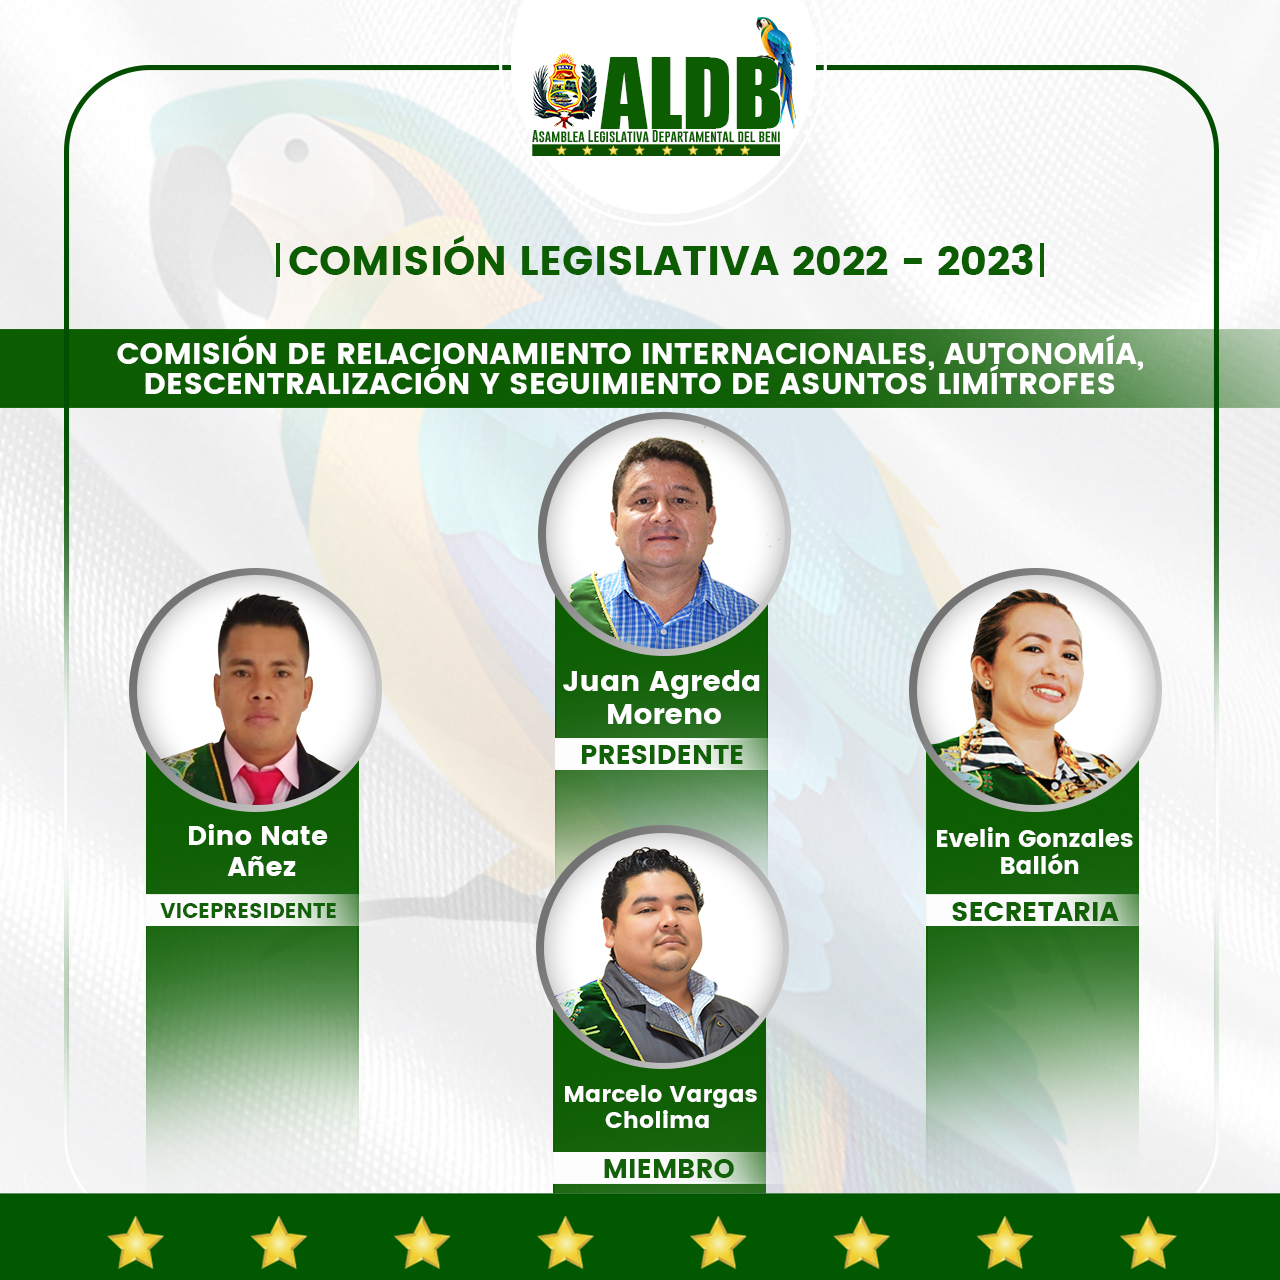 ALDB
ASAMBLEA LEGISLATIVA DEPARTAMENTAL DEL BENI
|COMISIÓN LEGISLATIVA 2022 - 2023|
COMISIÓN DE RELACIONAMIENTO INTERNACIONALES, AUTONOMÍA,
DESCENTRALIZACIÓN Y SEGUIMIENTO DE ASUNTOS LIMÍTROFES
Juan Agreda
Moreno
PRESIDENTE
Dino Nate
Añez
VICEPRESIDENTE
Evelin Gonzales
Ballón
SECRETARIA
Marcelo Vargas
Cholima
MIEMBRO